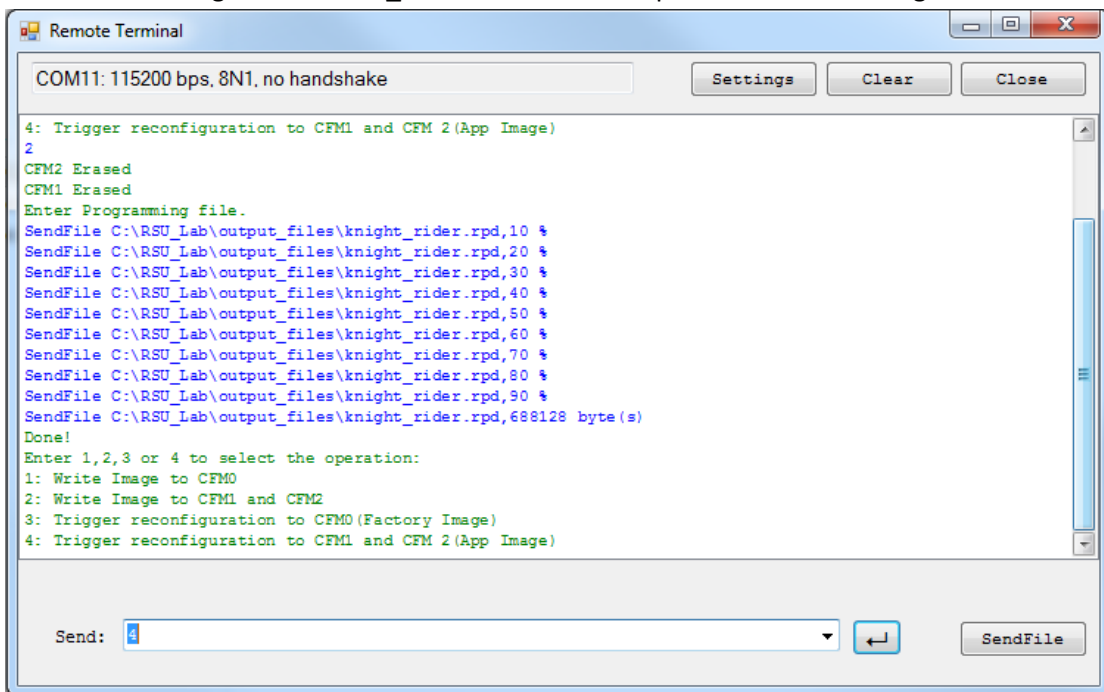 Remote Terminal
COM11: 115200 bps, 8N1, no handshake
Settings
Clear
Close
4: Trigger reconfiguration to CFM1 and CFM 2(App Image)
2
CFM2 Erased
CFM1 Erased
Enter Programming file.
SendFile C:\RSU_Lab\output_files\knight_rider.rpd,10 %
SendFile C:\RSU_Lab\output_files\knight_rider.rpd,20 %
SendFile C:\RSU_Lab\output_files\knight_rider.rpd,30 %
SendFile C:\RSU_Lab\output_files\knight_rider.rpd,40 %
SendFile C:\RSU_Lab\output_files\knight_rider.rpd,50 %
SendFile C:\RSU_Lab\output_files\knight_rider.rpd,60 %
SendFile C:\RSU_Lab\output_files\knight_rider.rpd,70 %
SendFile C:\RSU_Lab\output_files\knight_rider.rpd,80 %
SendFile C:\RSU_Lab\output_files\knight_rider.rpd,90 %
SendFile C:\RSU_Lab\output_files\knight_rider.rpd,688128 byte(s)
Done!
Enter 1,2,3 or 4 to select the operation:
1: Write Image to CFM0
2: Write Image to CFM1 and CFM2
3: Trigger reconfiguration to CFM0(Factory Image)
4: Trigger reconfiguration to CFM1 and CFM 2(App Image)
Send:
4
SendFile